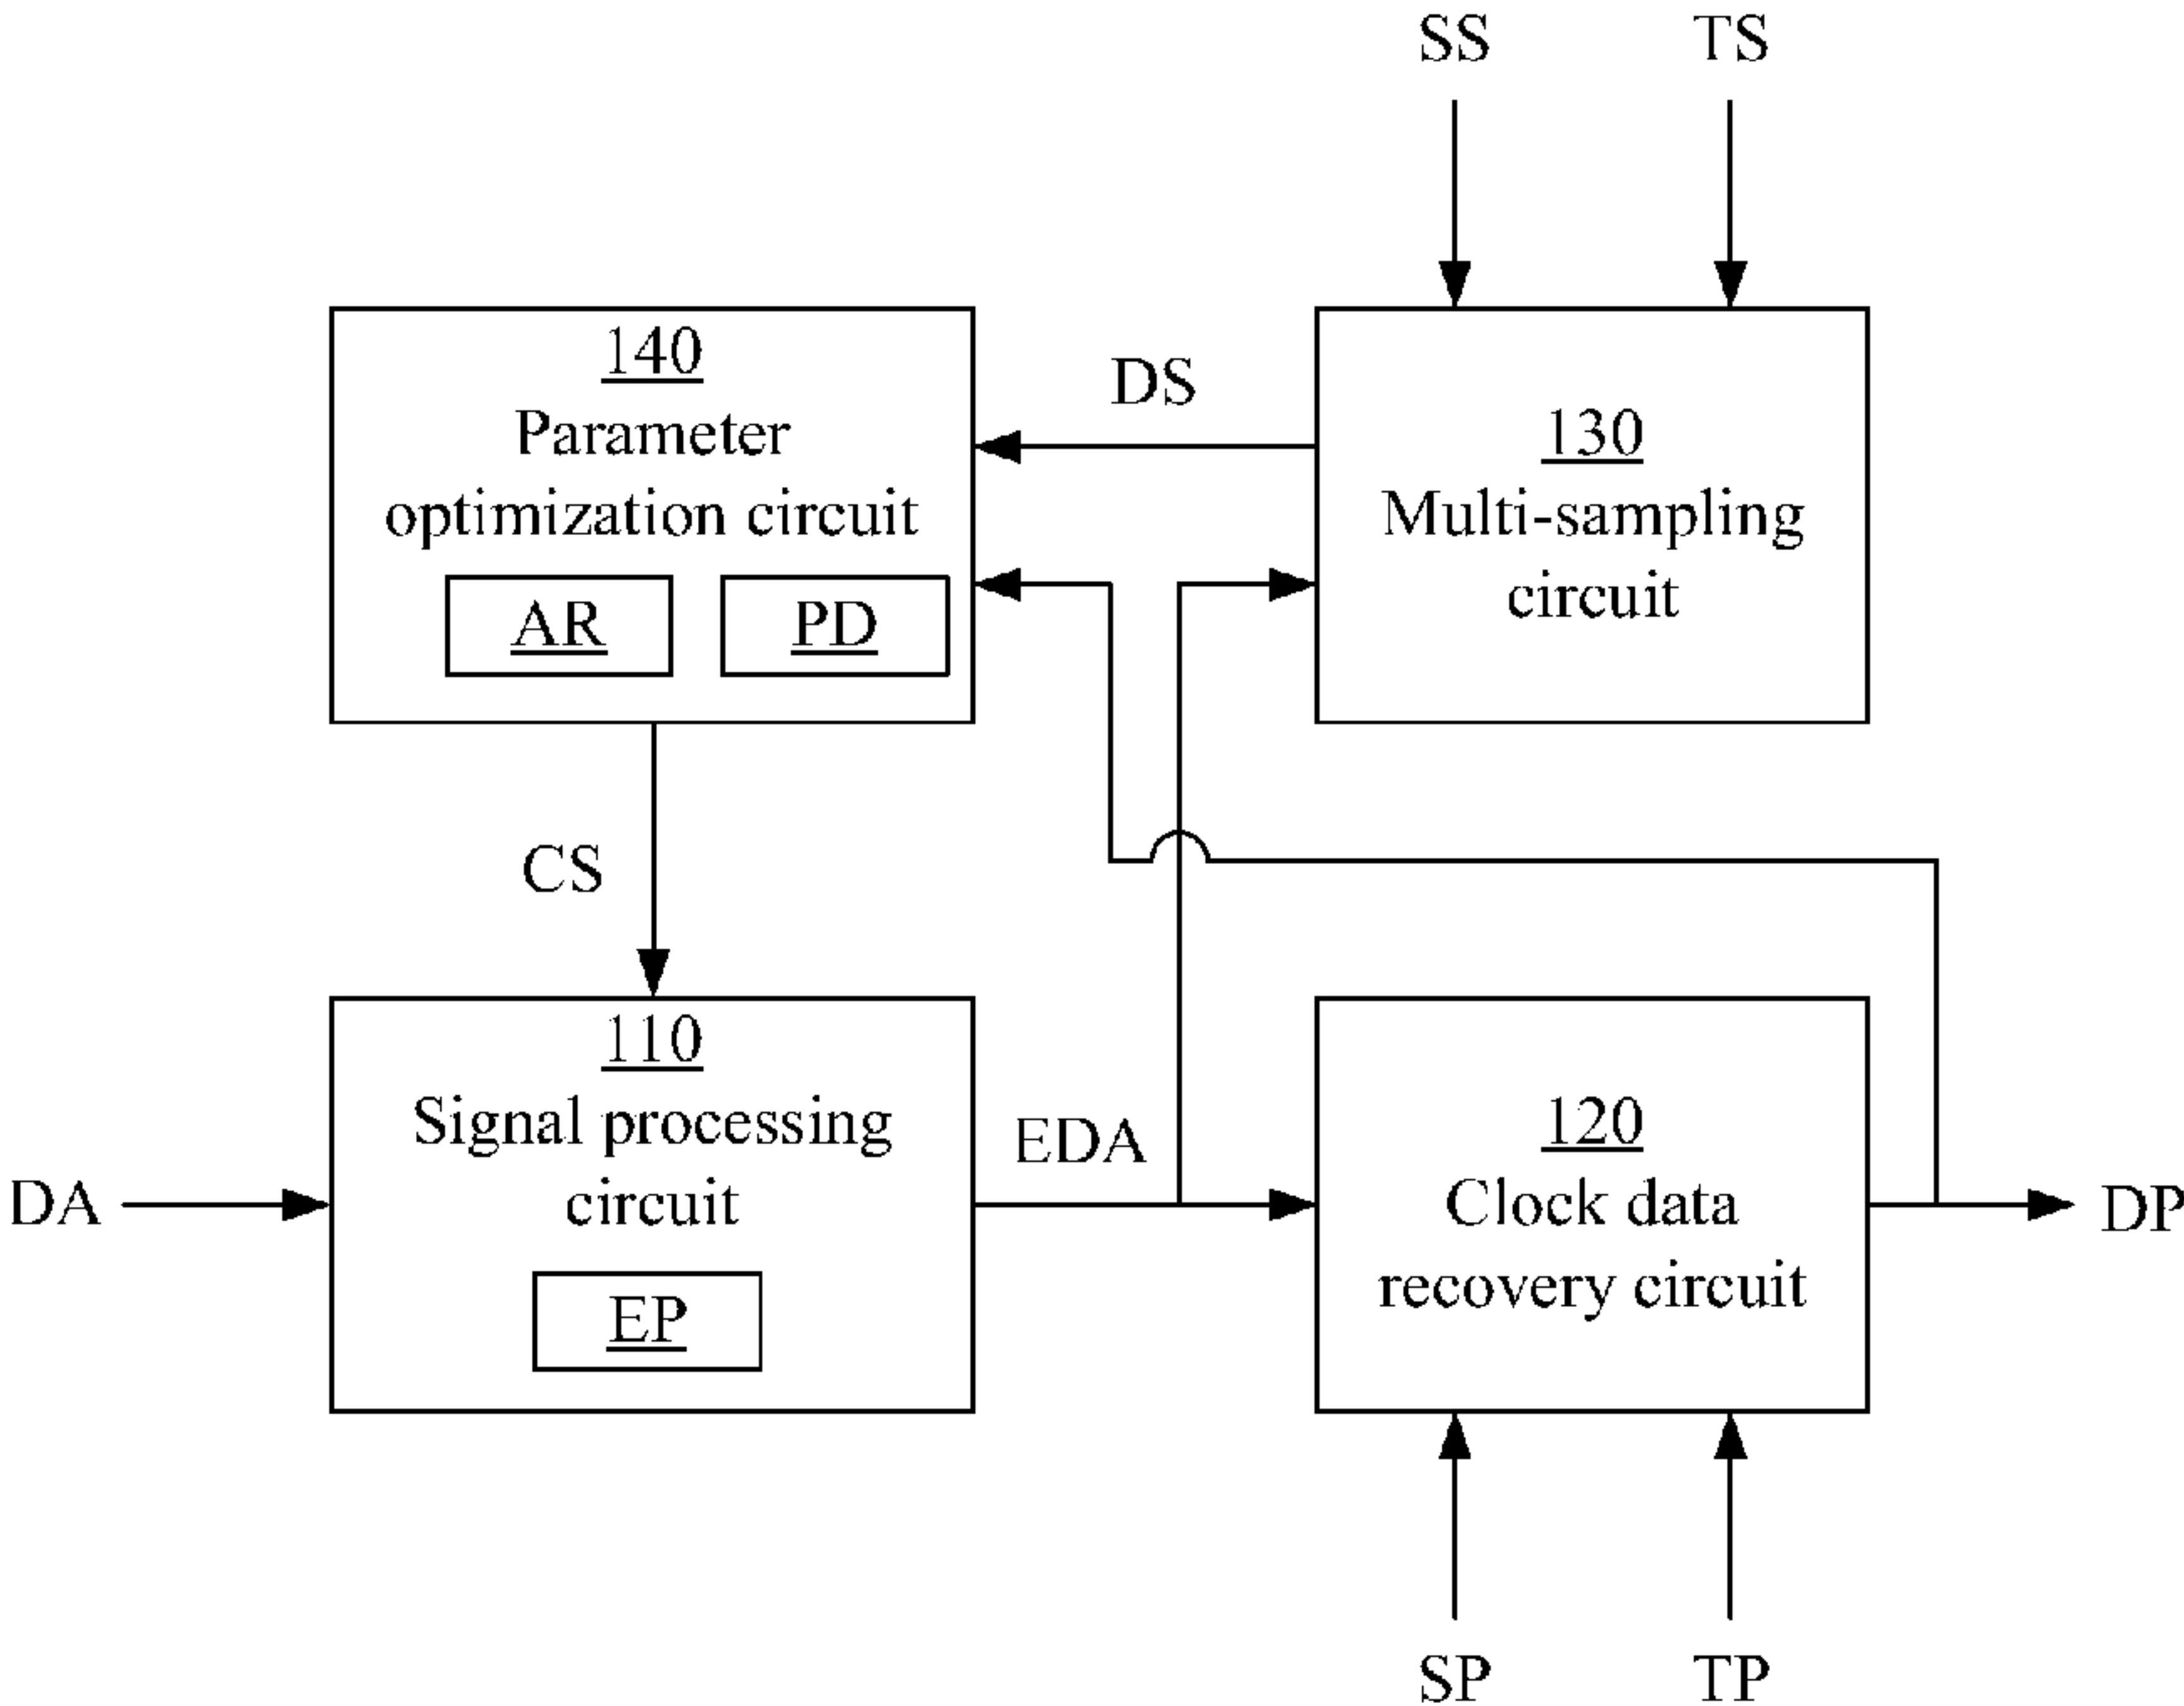 SS
TS
140
Parameter
optimization circuit
AR
PD
DS
130
Multi-sampling
circuit
CS
110
Signal processing
circuit
EP
DA
EDA
120
Clock data
recovery circuit
DP
SP
TP